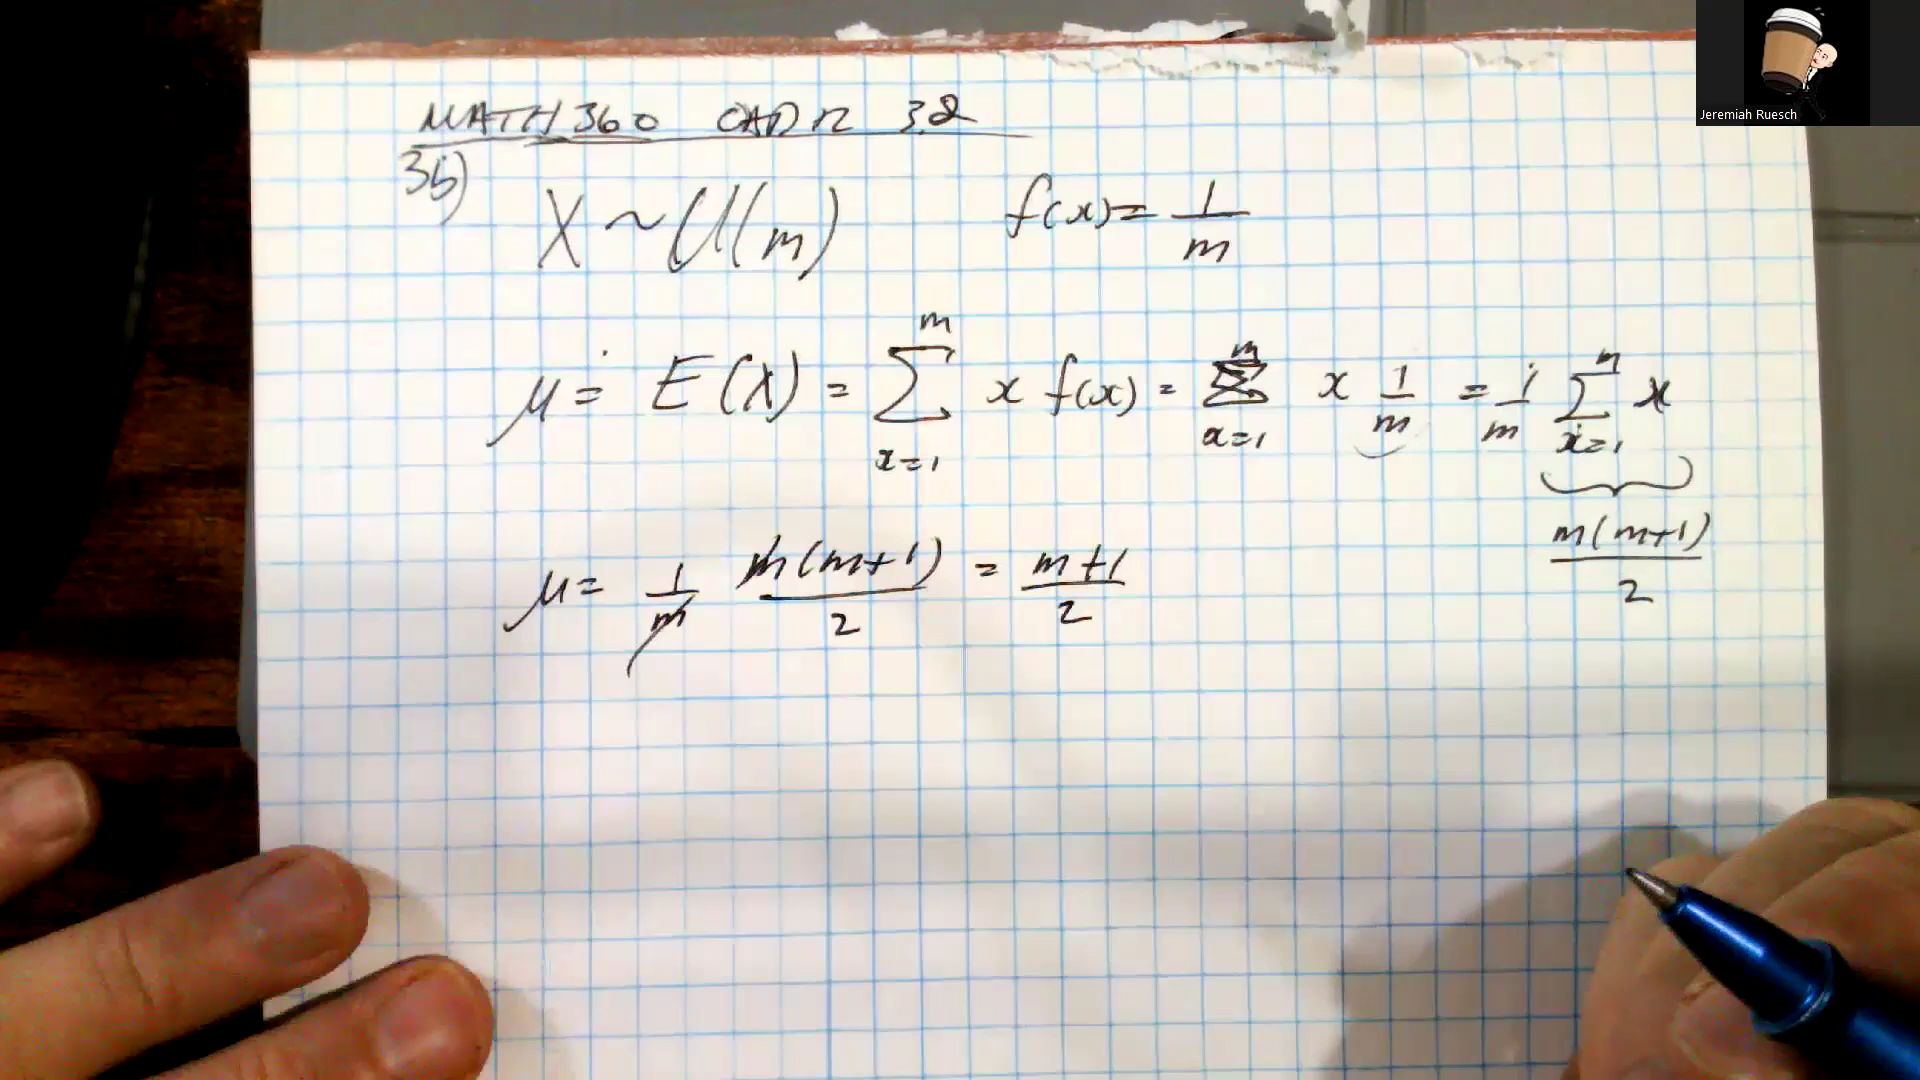 MATH 360 3.2
3b)
X ~ U(m) f(x) = 1/m
μ = E(X) = Σ_{x=1}^{m} x f(x) = Σ_{x=1}^{m} x 1/m = 1/m Σ_{x=1}^{m} x
m(m+1)/2
μ = 1/m m(m+1)/2 = m+1/2
Jeremiah Ruesch